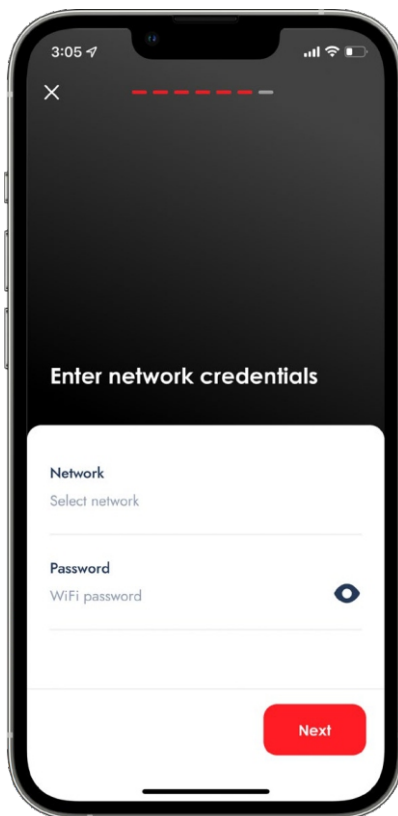 3:05
Enter network credentials
Network
Select network
Password
WiFi password
Next